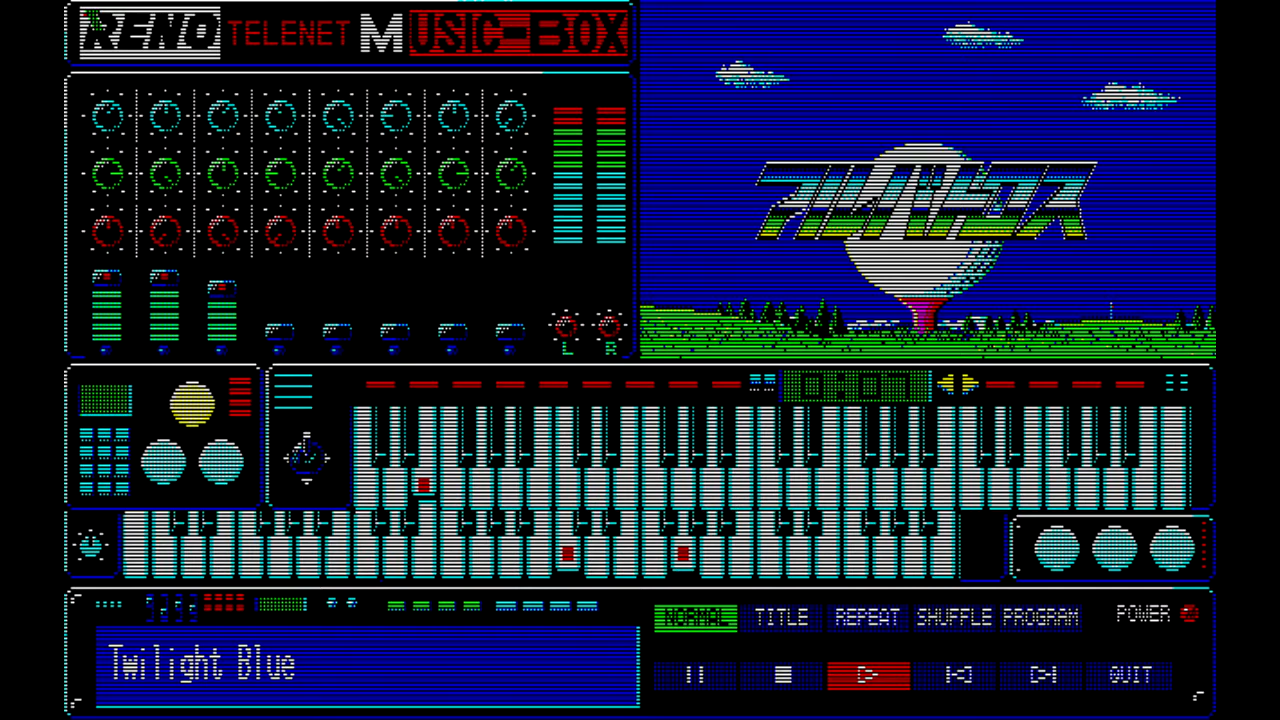 RENO TELENET MUSIC-BOX
アルバトロス
L R
NORMAL TITLE REPEAT SHUFFLE PROGRAM POWER
Twilight Blue
QUIT